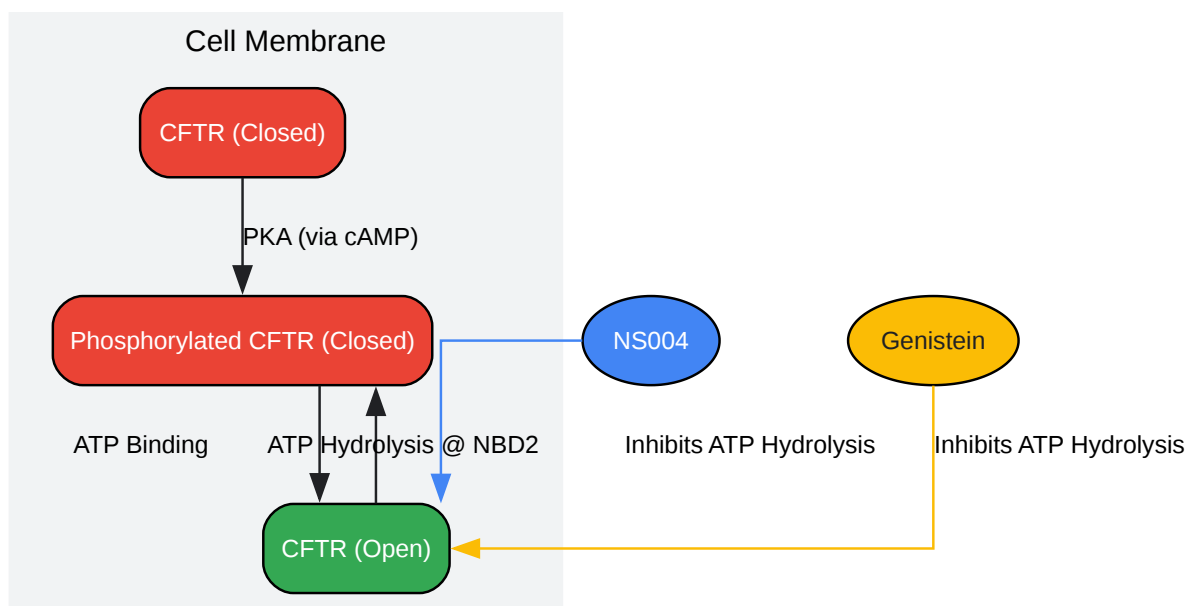 Cell Membrane
CFTR (Closed)
PKA (via cAMP)
Phosphorylated CFTR (Closed)
NS004
Genistein
ATP Binding
ATP Hydrolysis @ NBD2
Inhibits ATP Hydrolysis
Inhibits ATP Hydrolysis
CFTR (Open)